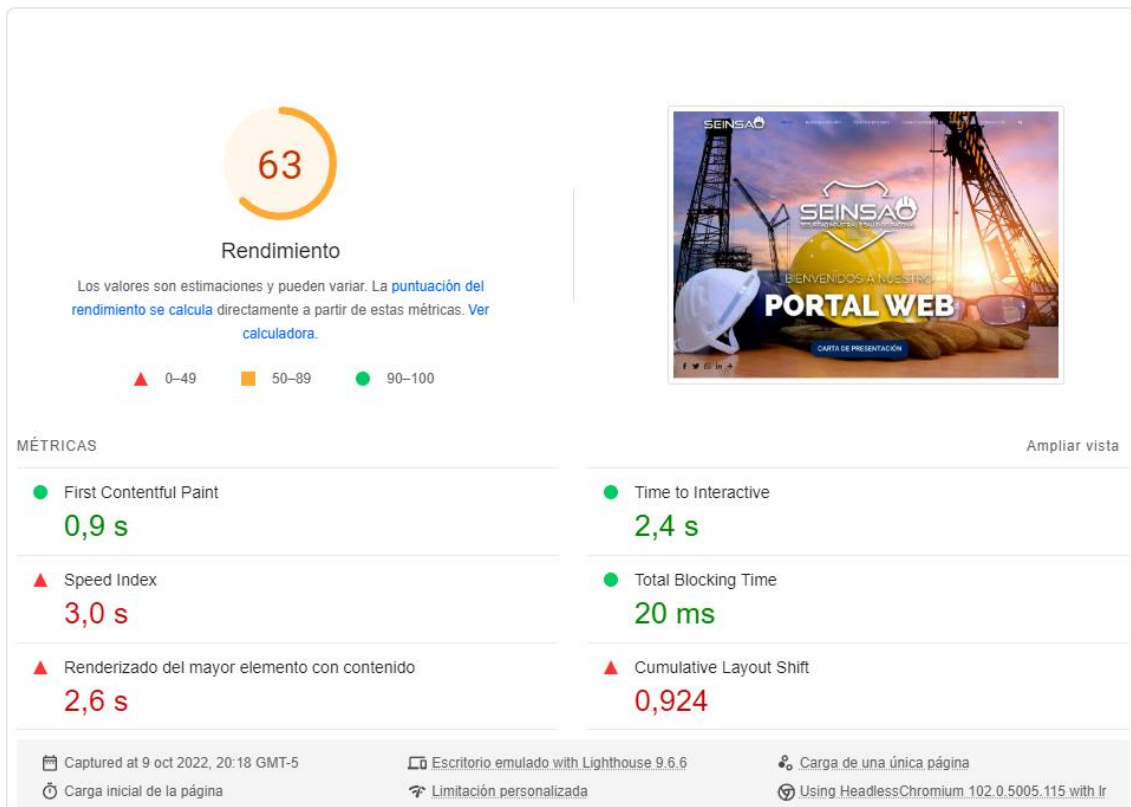 63
Rendimiento
Los valores son estimaciones y pueden variar. La puntuación del
rendimiento se calcula directamente a partir de estas métricas. Ver
calculadora.
0–49 50–89 90–100
SEINSAO
SEINSAO
BIENVENIDOS A NUESTRO
PORTAL WEB
CARTA DE PRESENTACIÓN
MÉTRICAS
Ampliar vista
First Contentful Paint
0,9 s
Time to Interactive
2,4 s
Speed Index
3,0 s
Total Blocking Time
20 ms
Renderizado del mayor elemento con contenido
2,6 s
Cumulative Layout Shift
0,924
Captured at 9 oct 2022, 20:18 GMT-5
Escritorio emulado with Lighthouse 9.6.6
Carga de una única página
Carga inicial de la página
Limitación personalizada
Using HeadlessChromium 102.0.5005.115 with lr